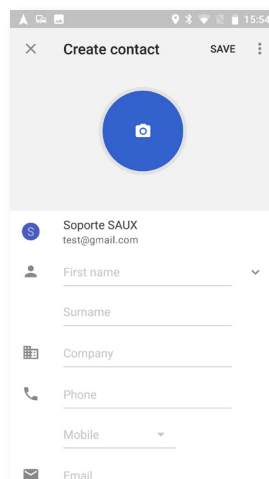 15:54
Create contact SAVE
S
Soporte SAUX
test@gmail.com
First name
Surname
Company
Phone
Mobile
Email